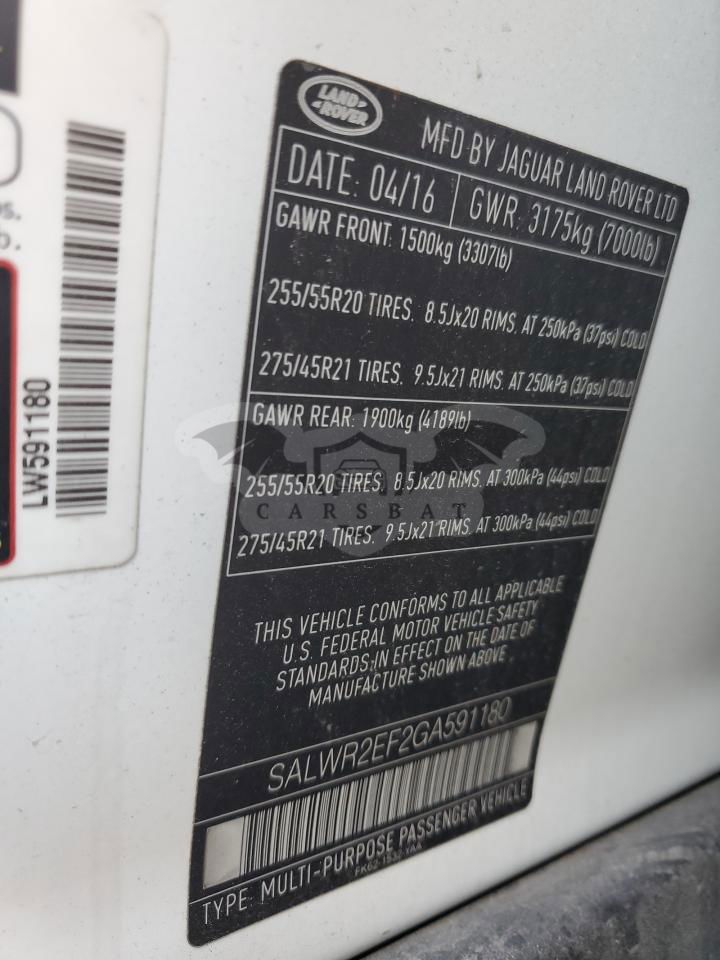 LW591180
LAND
ROVER
MFD BY JAGUAR LAND ROVER LTD
DATE: 04/16
GWR: 3175kg (7000lb)
GAWR FRONT: 1500kg (3307lb)
255/55R20 TIRES. 8.5Jx20 RIMS. AT 250kPa (37psi) COLD
275/45R21 TIRES. 9.5Jx21 RIMS. AT 250kPa (37psi) COLD
GAWR REAR: 1900kg (4189lb)
255/55R20 TIRES. 8.5Jx20 RIMS. AT 300kPa (44psi) COLD
CARSBAT
275/45R21 TIRES. 9.5Jx21 RIMS. AT 300kPa (44psi) COLD
THIS VEHICLE CONFORMS TO ALL APPLICABLE
U.S. FEDERAL MOTOR VEHICLE SAFETY
STANDARDS IN EFFECT ON THE DATE OF
MANUFACTURE SHOWN ABOVE
SALWR2EF2GA591180
TYPE: MULTI-PURPOSE PASSENGER VEHICLE